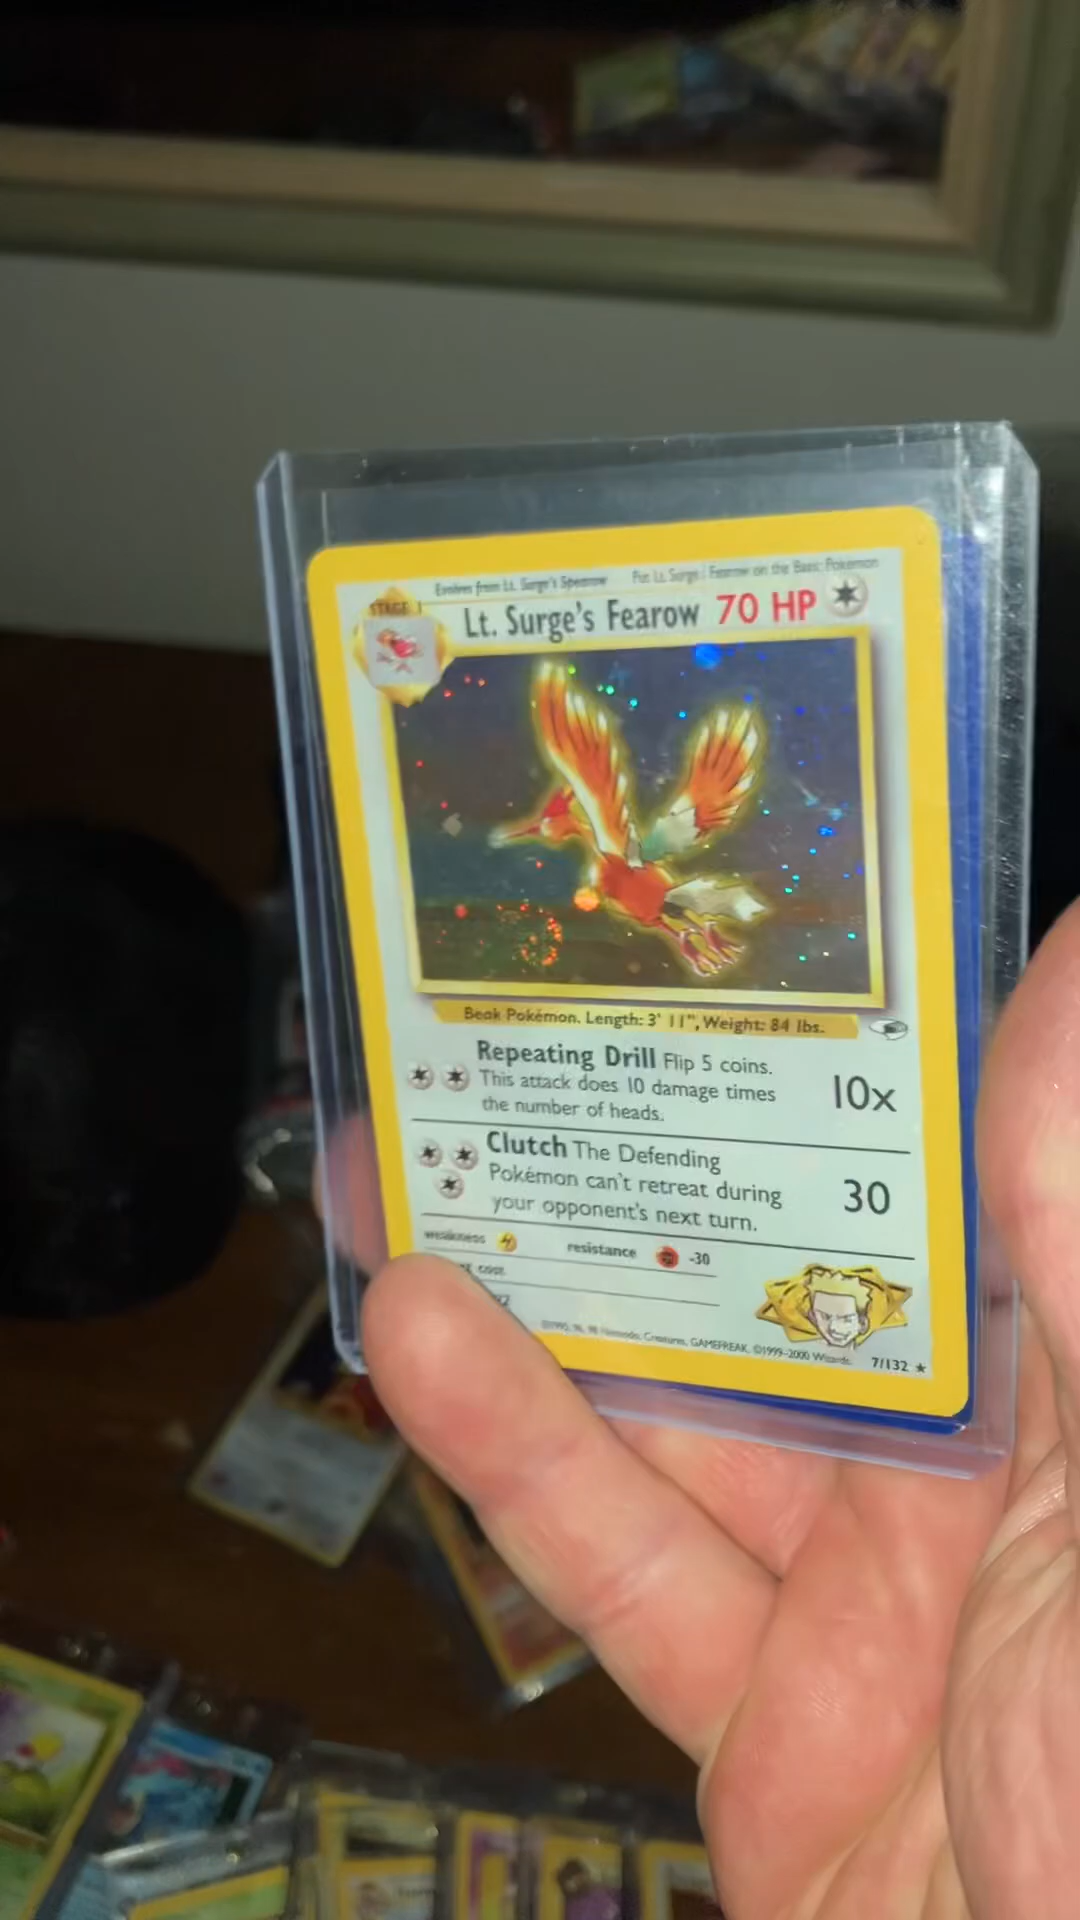 Evolves from Lt. Surge's Spearow Put Lt. Surge's Fearow on the Basic Pokémon
STAGE 1
Lt. Surge's Fearow 70 HP
Beak Pokémon. Length: 3' 11", Weight: 84 lbs.
Repeating Drill Flip 5 coins.
This attack does 10 damage times
the number of heads.
10x
Clutch The Defending
Pokémon can't retreat during
your opponent's next turn.
30
weakness resistance -30
cost
©1995, 96, 98 Nintendo, Creatures, GAMEFREAK. ©1999-2000 Wizards. 7/132 ★